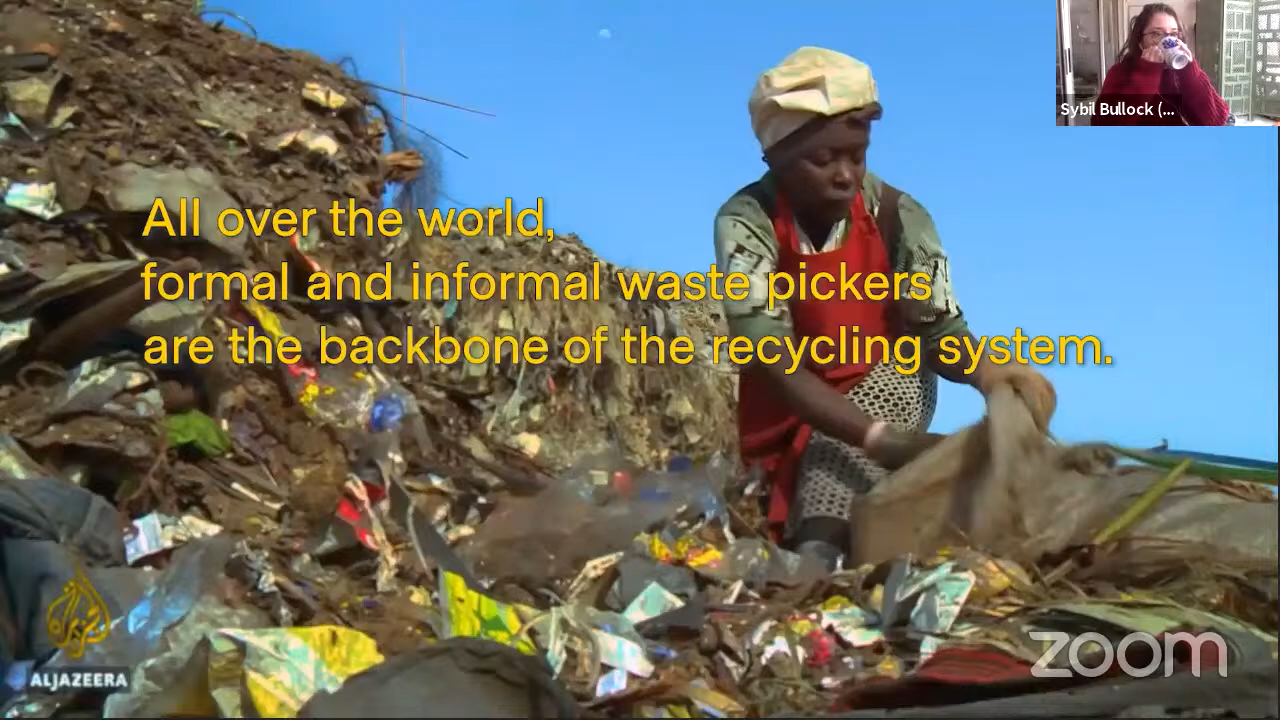 Sybil Bullock (...
All over the world,
formal and informal waste pickers
are the backbone of the recycling system.
ALJAZEERA
zoom